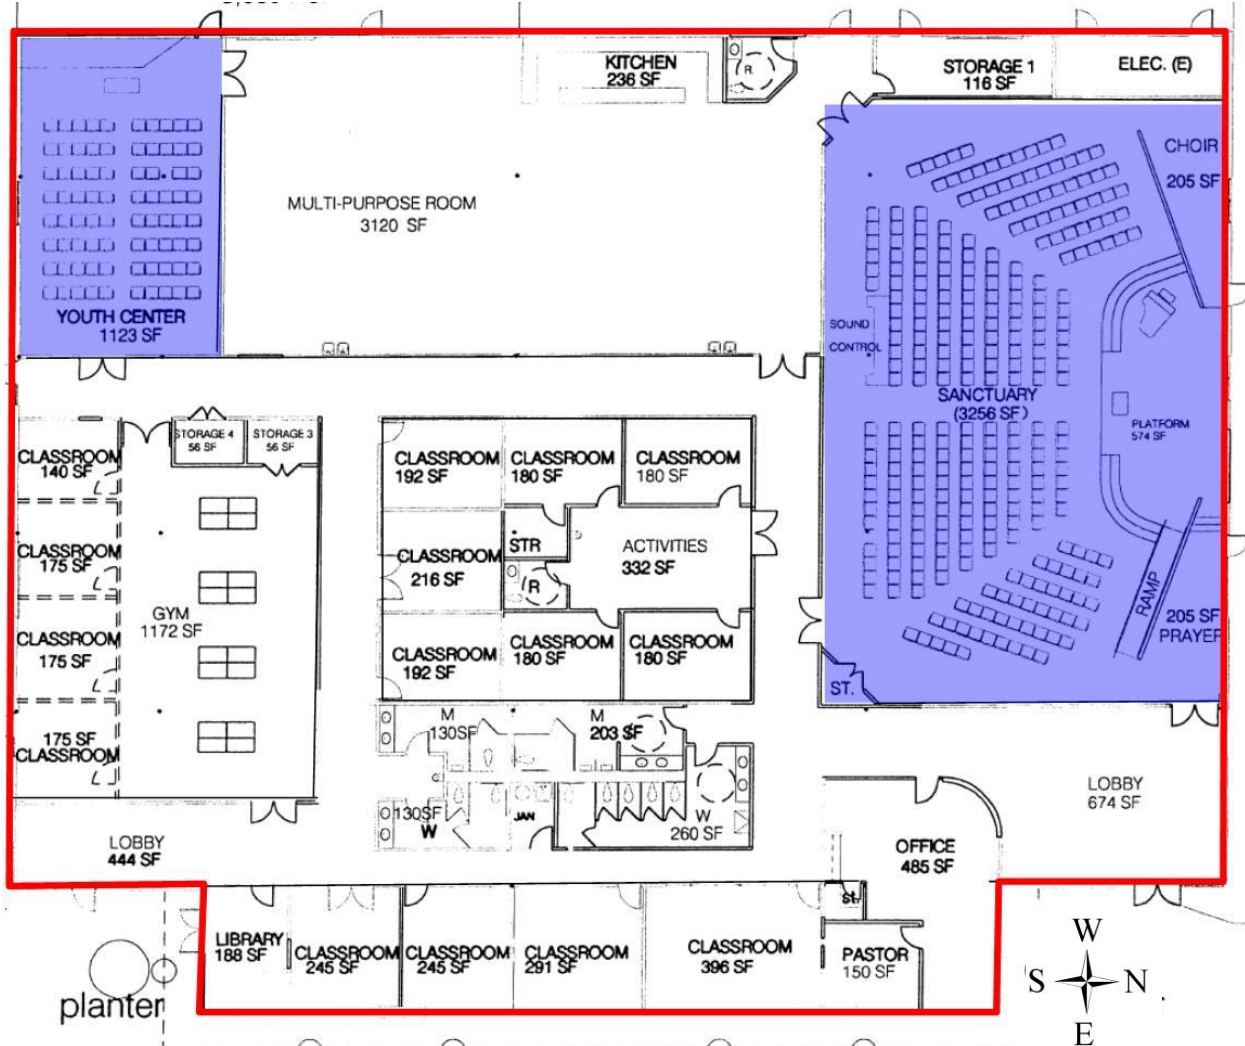 KITCHEN
236 SF
R
STORAGE 1
116 SF
ELEC. (E)
CHOIR
205 SF
MULTI-PURPOSE ROOM
3120 SF
YOUTH CENTER
1123 SF
SOUND
CONTROL
SANCTUARY
(3256 SF)
PLATFORM
574 SF
STORAGE 4
56 SF
STORAGE 3
56 SF
CLASSROOM
140 SF
CLASSROOM
192 SF
CLASSROOM
180 SF
CLASSROOM
180 SF
CLASSROOM
175 SF
STR
ACTIVITIES
332 SF
CLASSROOM
216 SF
R
GYM
1172 SF
CLASSROOM
175 SF
CLASSROOM
192 SF
CLASSROOM
180 SF
CLASSROOM
180 SF
RAMP
205 SF
PRAYER
ST.
175 SF
CLASSROOM
M
130SF
M
203 SF
130SF
W
JAN
W
260 SF
LOBBY
674 SF
LOBBY
444 SF
OFFICE
485 SF
st.
LIBRARY
188 SF
CLASSROOM
245 SF
CLASSROOM
245 SF
CLASSROOM
291 SF
CLASSROOM
396 SF
PASTOR
150 SF
planter
W
S
N
E